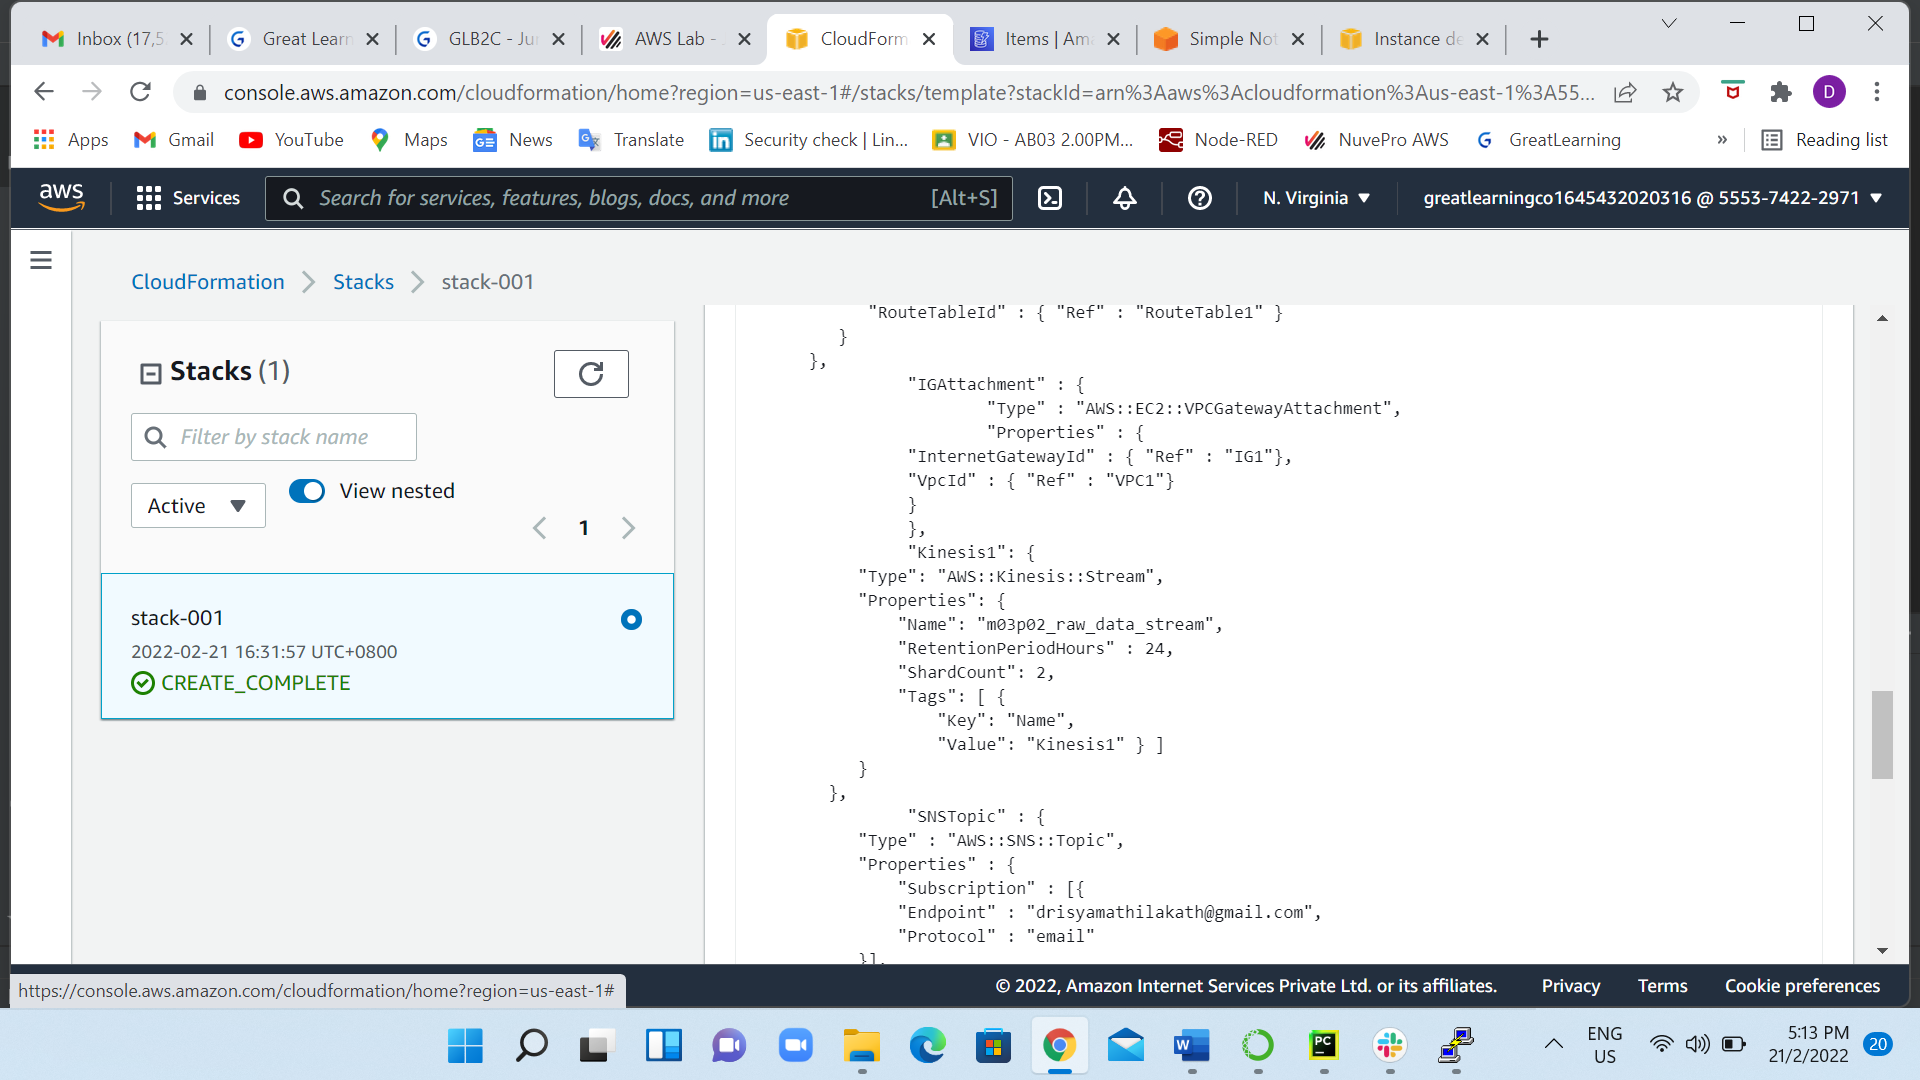 Inbox (17,5
Great Learn
GLB2C - Ju
AWS Lab -
CloudForm
Items | Ama
Simple Not
Instance de
console.aws.amazon.com/cloudformation/home?region=us-east-1#/stacks/template?stackId=arn%3Aaws%3Acloudformation%3Aus-east-1%3A55...
D
Apps
Gmail
YouTube
Maps
News
Translate
Security check | Lin...
VIO - AB03 2.00PM...
Node-RED
NuvePro AWS
GreatLearning
»
Reading list
aws
Services
Search for services, features, blogs, docs, and more
[Alt+S]
N. Virginia
greatlearningco1645432020316 @ 5553-7422-2971
CloudFormation
Stacks
stack-001
Stacks (1)
Filter by stack name
Active
View nested
1
stack-001
2022-02-21 16:31:57 UTC+0800
CREATE_COMPLETE
"RouteTableId" : { "Ref" : "RouteTable1" }
}
},
"IGAttachment" : {
"Type" : "AWS::EC2::VPCGatewayAttachment",
"Properties" : {
"InternetGatewayId" : { "Ref" : "IG1"},
"VpcId" : { "Ref" : "VPC1"}
}
},
"Kinesis1": {
"Type": "AWS::Kinesis::Stream",
"Properties": {
"Name": "m03p02_raw_data_stream",
"RetentionPeriodHours" : 24,
"ShardCount": 2,
"Tags": [ {
"Key": "Name",
"Value": "Kinesis1" } ]
}
},
"SNSTopic" : {
"Type" : "AWS::SNS::Topic",
"Properties" : {
"Subscription" : [{
"Endpoint" : "drisyamathilakath@gmail.com",
"Protocol" : "email"
}],
https://console.aws.amazon.com/cloudformation/home?region=us-east-1#
© 2022, Amazon Internet Services Private Ltd. or its affiliates.
Privacy
Terms
Cookie preferences
ENG
US
5:13 PM
21/2/2022
20